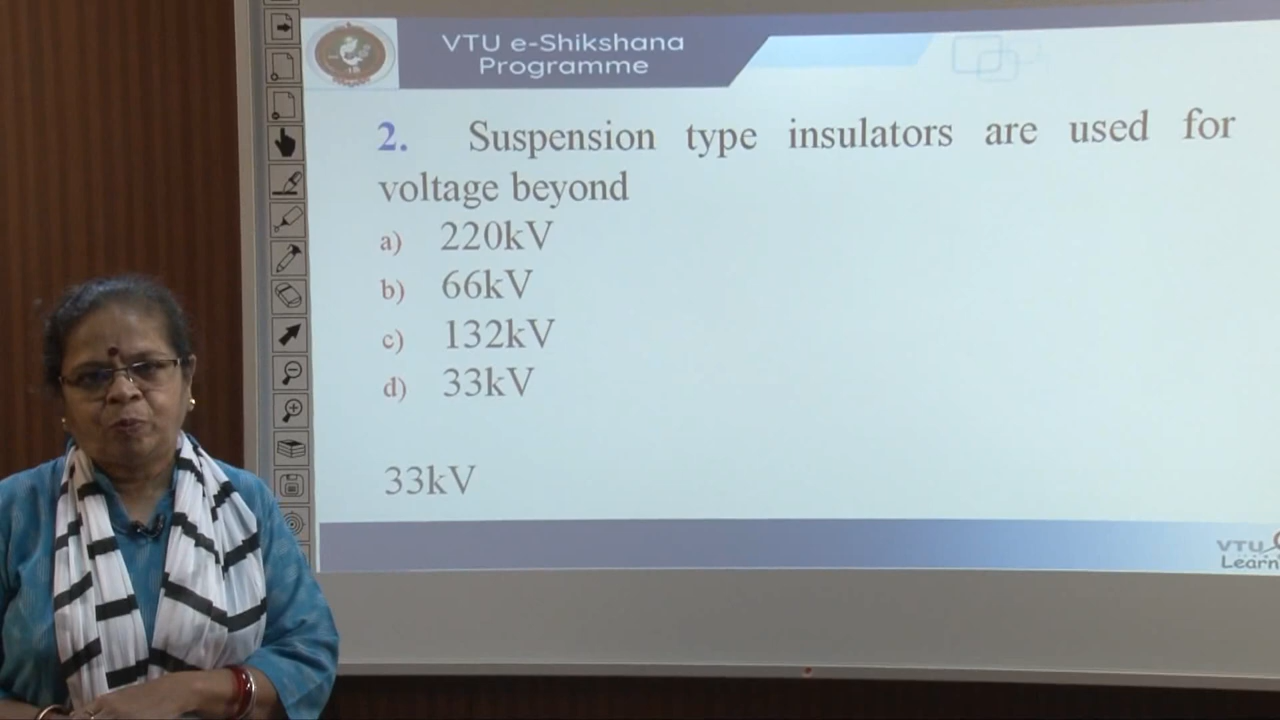 VTU e-Shikshana
Programme
2. Suspension type insulators are used for
voltage beyond
a) 220kV
b) 66kV
c) 132kV
d) 33kV
33kV
VTU
Learn